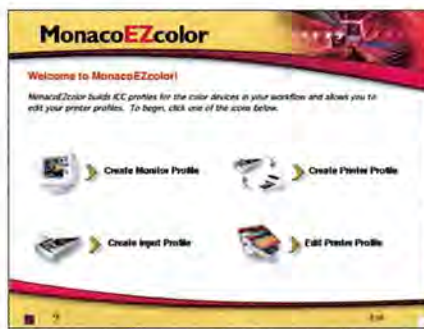 MonacoEZcolor
Welcome to MonacoEZcolor!
MonacoEZcolor builds ICC profiles for the color devices in your workflow and allows you to
edit your printer profiles. To begin, click one of the icons below.
Create Monitor Profile
Create Printer Profile
Create Input Profile
Edit Printer Profile
?